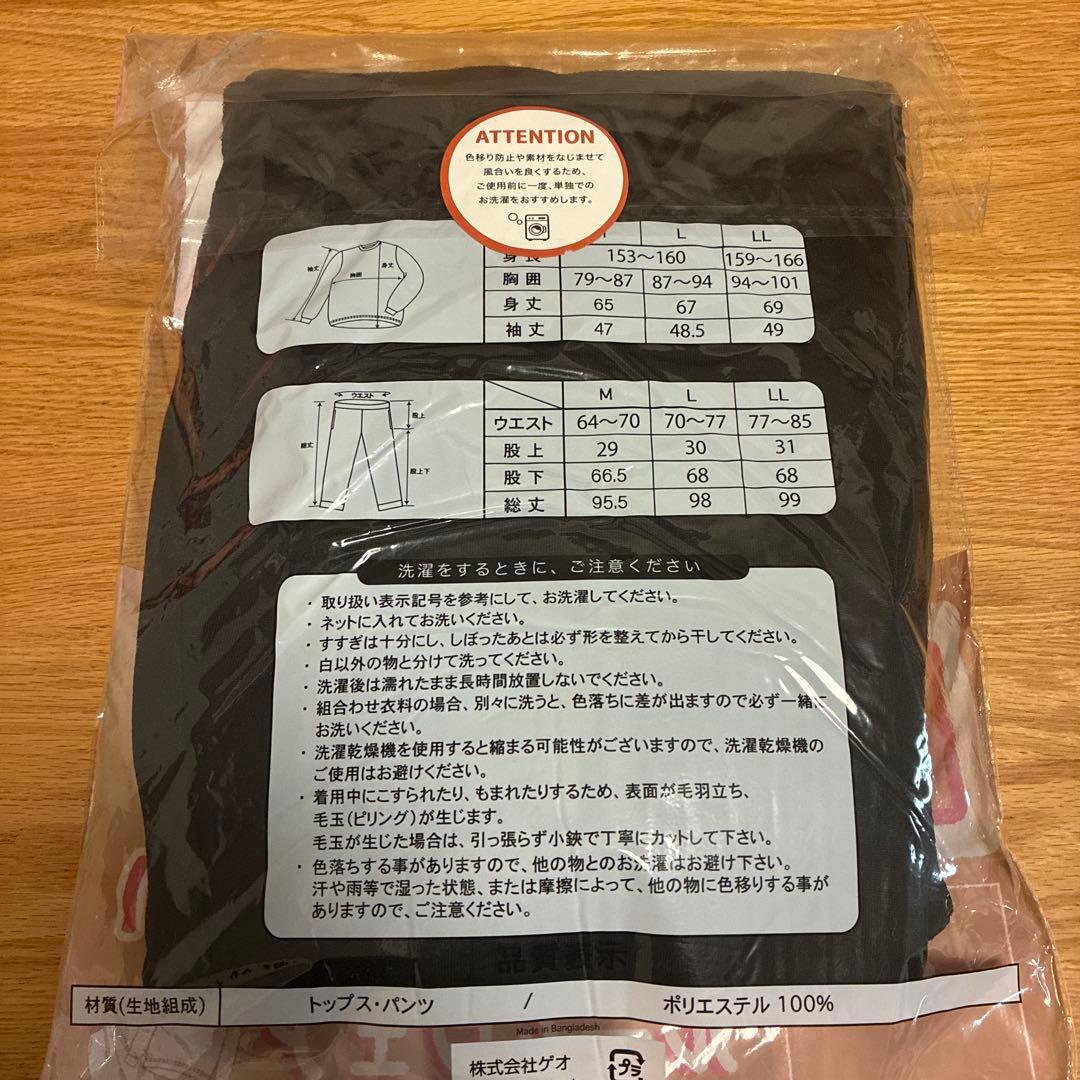 ATTENTION
色移り防止や素材をなじませて
風合いを良くするため、
ご使用前に一度、単独での
お洗濯をおすすめします。
L LL
身長 153〜160 159〜166
胸囲 79〜87 87〜94 94〜101
身丈 65 67 69
袖丈 47 48.5 49
袖丈 胸囲 身丈
M L LL
ウエスト 64〜70 70〜77 77〜85
股上 29 30 31
股下 66.5 68 68
総丈 95.5 98 99
ウエスト
股上
総丈
股上下
洗濯をするときに、ご注意ください
・取り扱い表示記号を参考にして、お洗濯してください。
・ネットに入れてお洗いください。
・すすぎは十分にし、しぼったあとは必ず形を整えてから干してください。
・白以外の物と分けて洗ってください。
・洗濯後は濡れたまま長時間放置しないでください。
・組合わせ衣料の場合、別々に洗うと、色落ちに差が出ますので必ず一緒に
お洗いください。
・洗濯乾燥機を使用すると縮まる可能性がございますので、洗濯乾燥機の
ご使用はお避けください。
・着用中にこすられたり、もまれたりするため、表面が毛羽立ち、
毛玉(ピリング)が生じます。
毛玉が生じた場合は、引っ張らず小鋏で丁寧にカットして下さい。
・色落ちする事がありますので、他の物とのお洗濯はお避け下さい。
汗や雨等で湿った状態、または摩擦によって、他の物に色移りする事が
ありますので、ご注意ください。
品質表示
材質(生地組成) トップス・パンツ / ポリエステル 100%
Made in Bangladesh
株式会社ゲオ
プラ